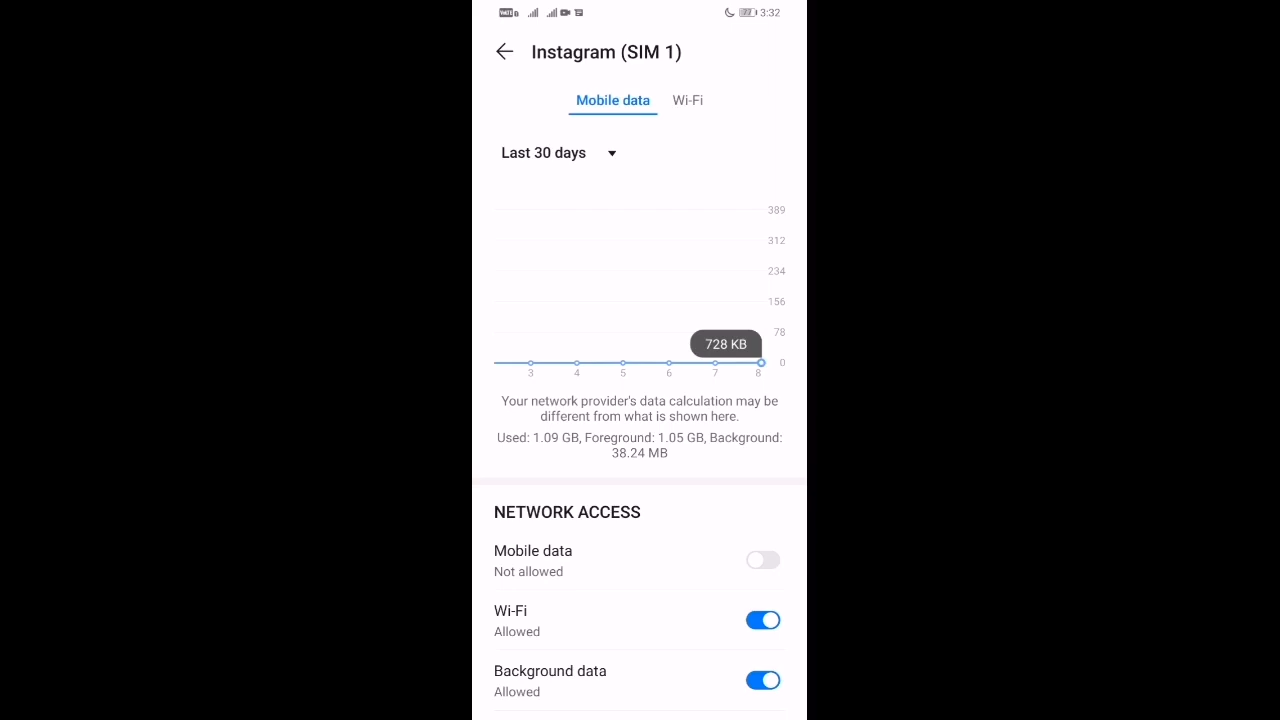 3:32
Instagram (SIM 1)
Mobile data Wi-Fi
Last 30 days
389
312
234
156
78
728 KB
0
3 4 5 6 7 8
Your network provider's data calculation may be
different from what is shown here.
Used: 1.09 GB, Foreground: 1.05 GB, Background:
38.24 MB
NETWORK ACCESS
Mobile data
Not allowed
Wi-Fi
Allowed
Background data
Allowed